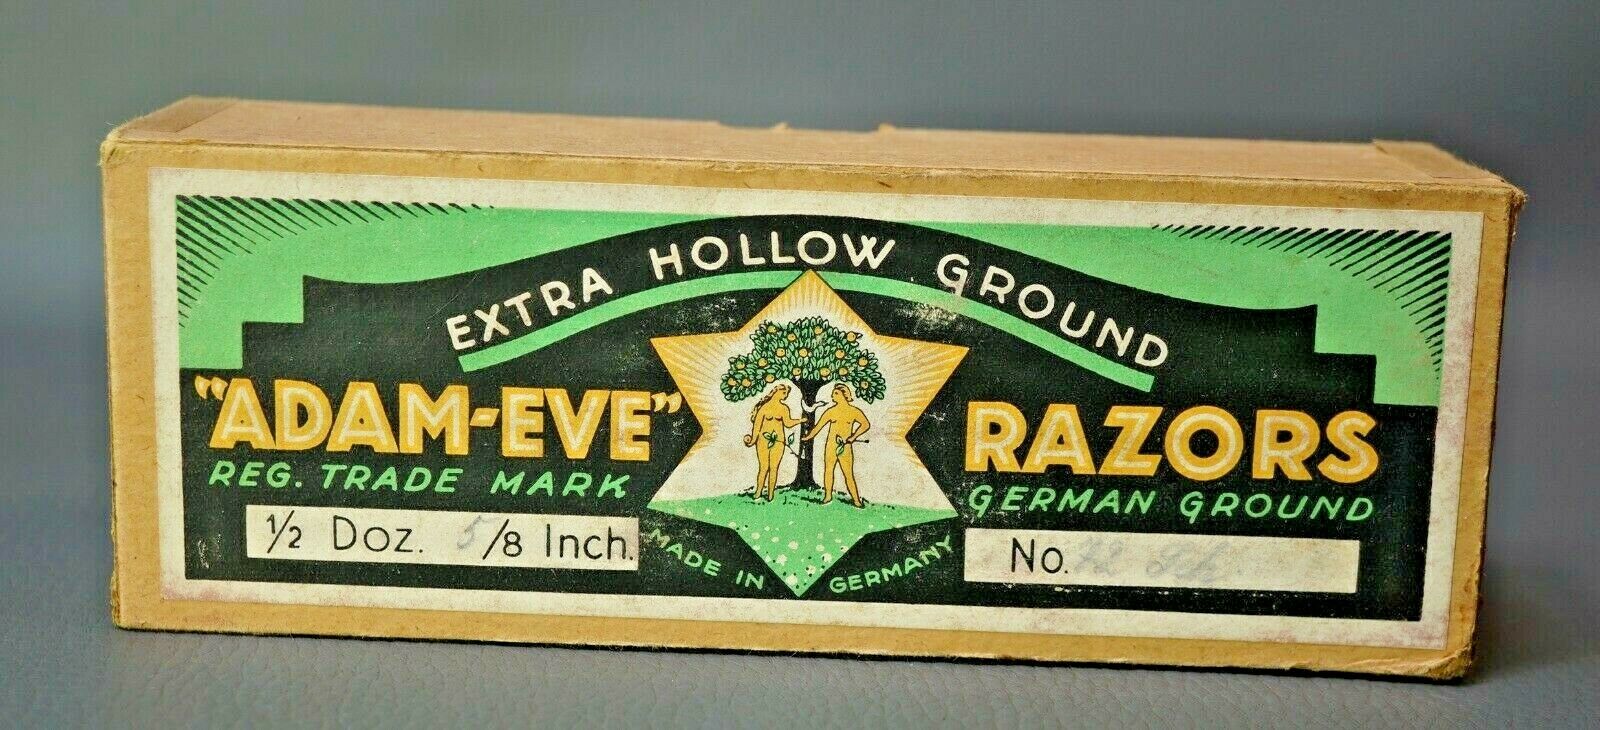 EXTRA HOLLOW GROUND
"ADAM-EVE" RAZORS
REG. TRADE MARK
GERMAN GROUND
1/2 Doz. 5/8 Inch.
No. 72
MADE IN GERMANY